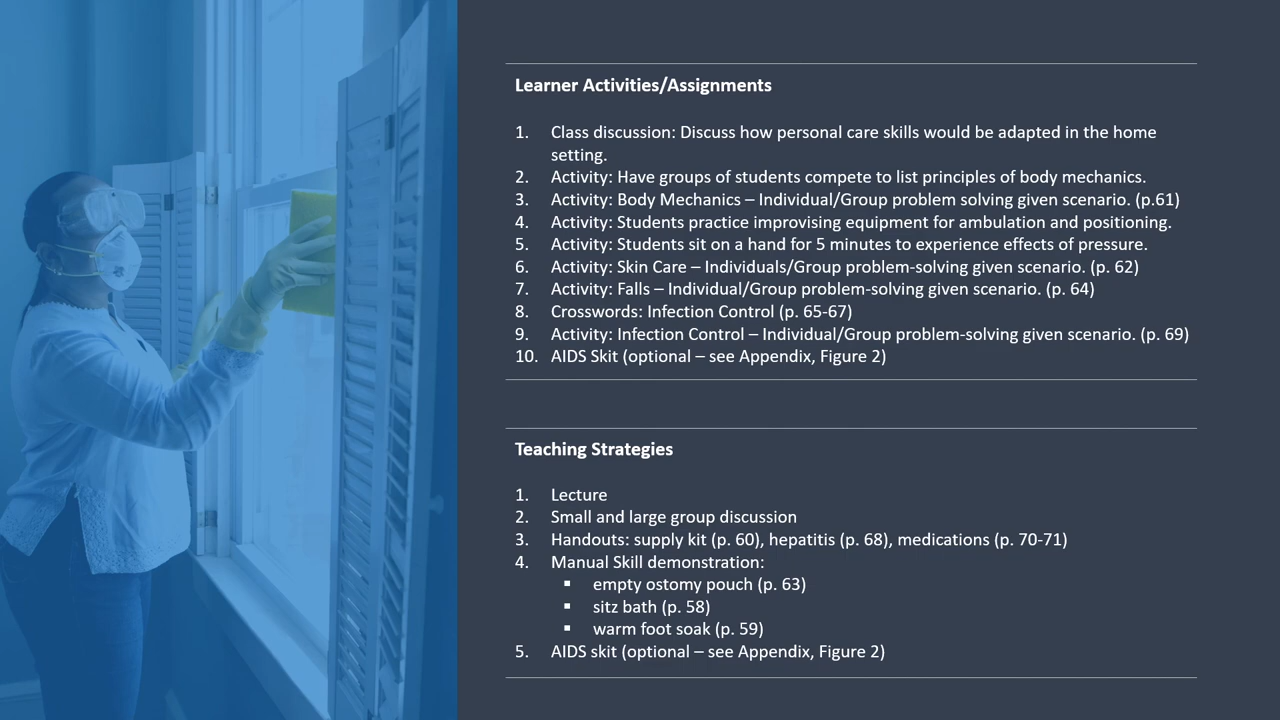 Learner Activities/Assignments
1. Class discussion: Discuss how personal care skills would be adapted in the home
setting.
2. Activity: Have groups of students compete to list principles of body mechanics.
3. Activity: Body Mechanics – Individual/Group problem solving given scenario. (p.61)
4. Activity: Students practice improvising equipment for ambulation and positioning.
5. Activity: Students sit on a hand for 5 minutes to experience effects of pressure.
6. Activity: Skin Care – Individuals/Group problem-solving given scenario. (p. 62)
7. Activity: Falls – Individual/Group problem-solving given scenario. (p. 64)
8. Crosswords: Infection Control (p. 65-67)
9. Activity: Infection Control – Individual/Group problem-solving given scenario. (p. 69)
10. AIDS Skit (optional – see Appendix, Figure 2)
Teaching Strategies
1. Lecture
2. Small and large group discussion
3. Handouts: supply kit (p. 60), hepatitis (p. 68), medications (p. 70-71)
4. Manual Skill demonstration:
▪ empty ostomy pouch (p. 63)
▪ sitz bath (p. 58)
▪ warm foot soak (p. 59)
5. AIDS skit (optional – see Appendix, Figure 2)